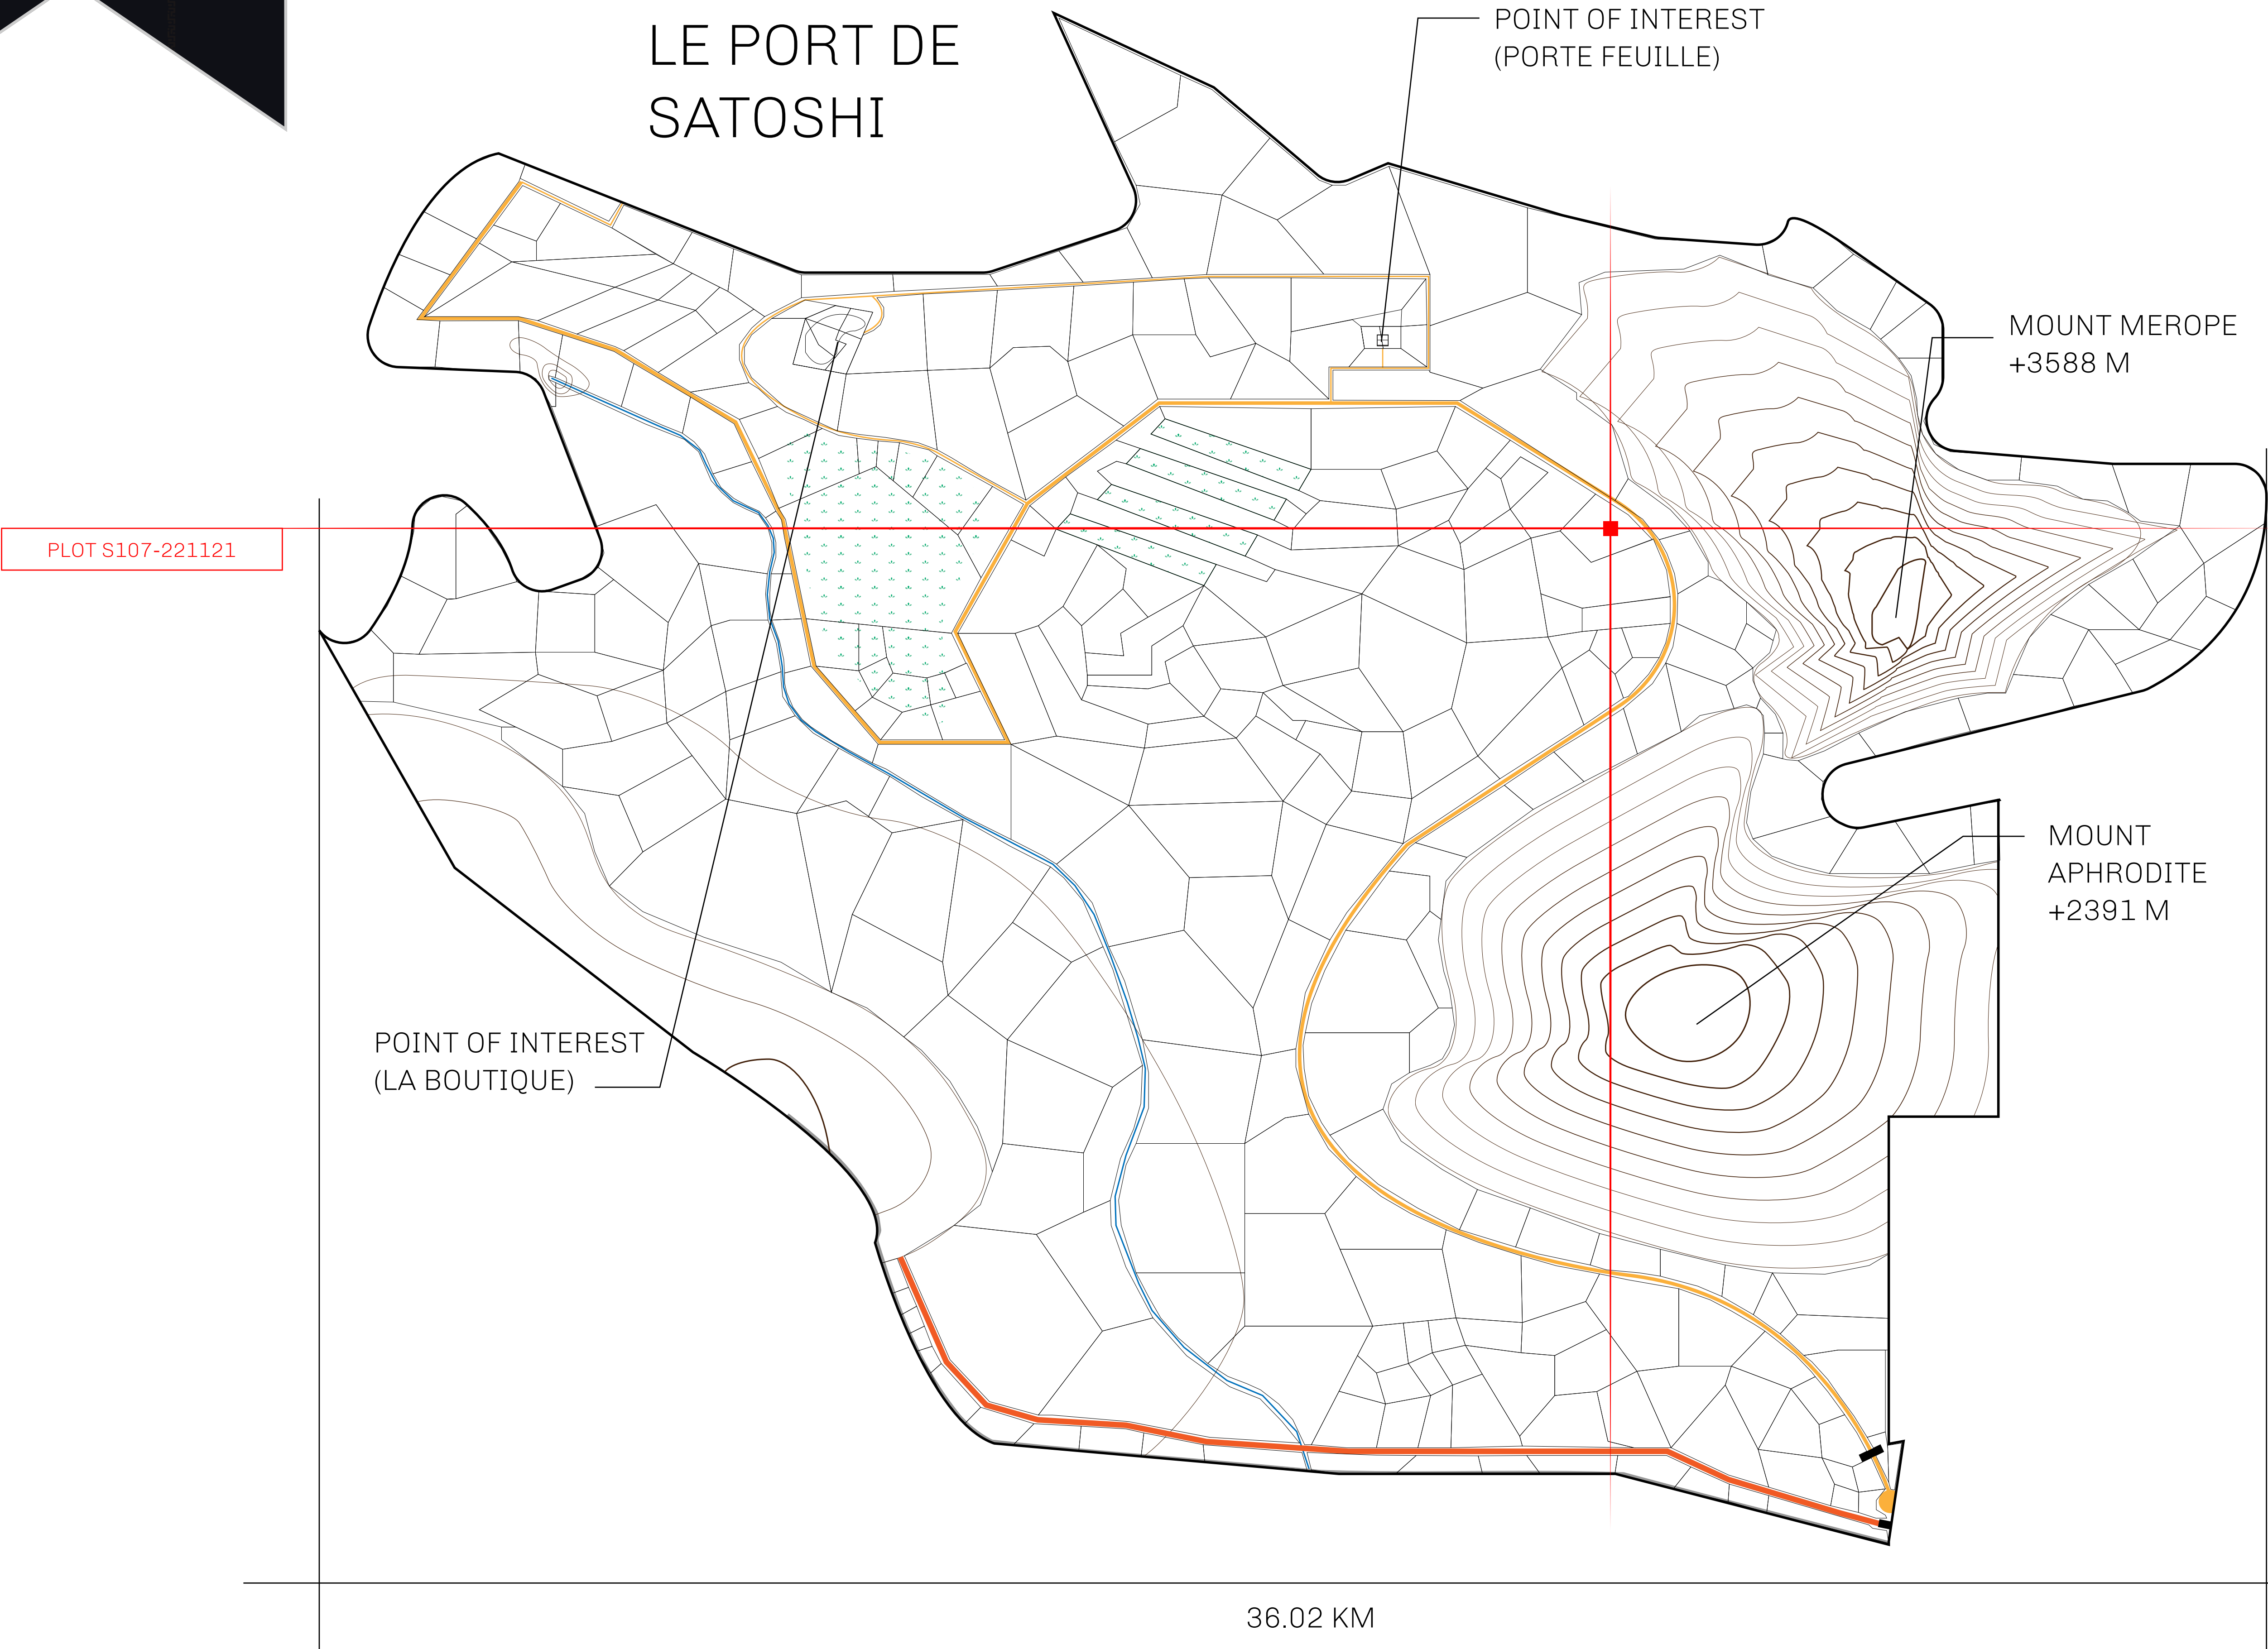 LE PORT DE
SATOSHI
POINT OF INTEREST
(PORTE FEUILLE)
MOUNT MEROPE
+3588 M
PLOT S107-221121
MOUNT
APHRODITE
+2391 M
POINT OF INTEREST
(LA BOUTIQUE)
36.02 KM